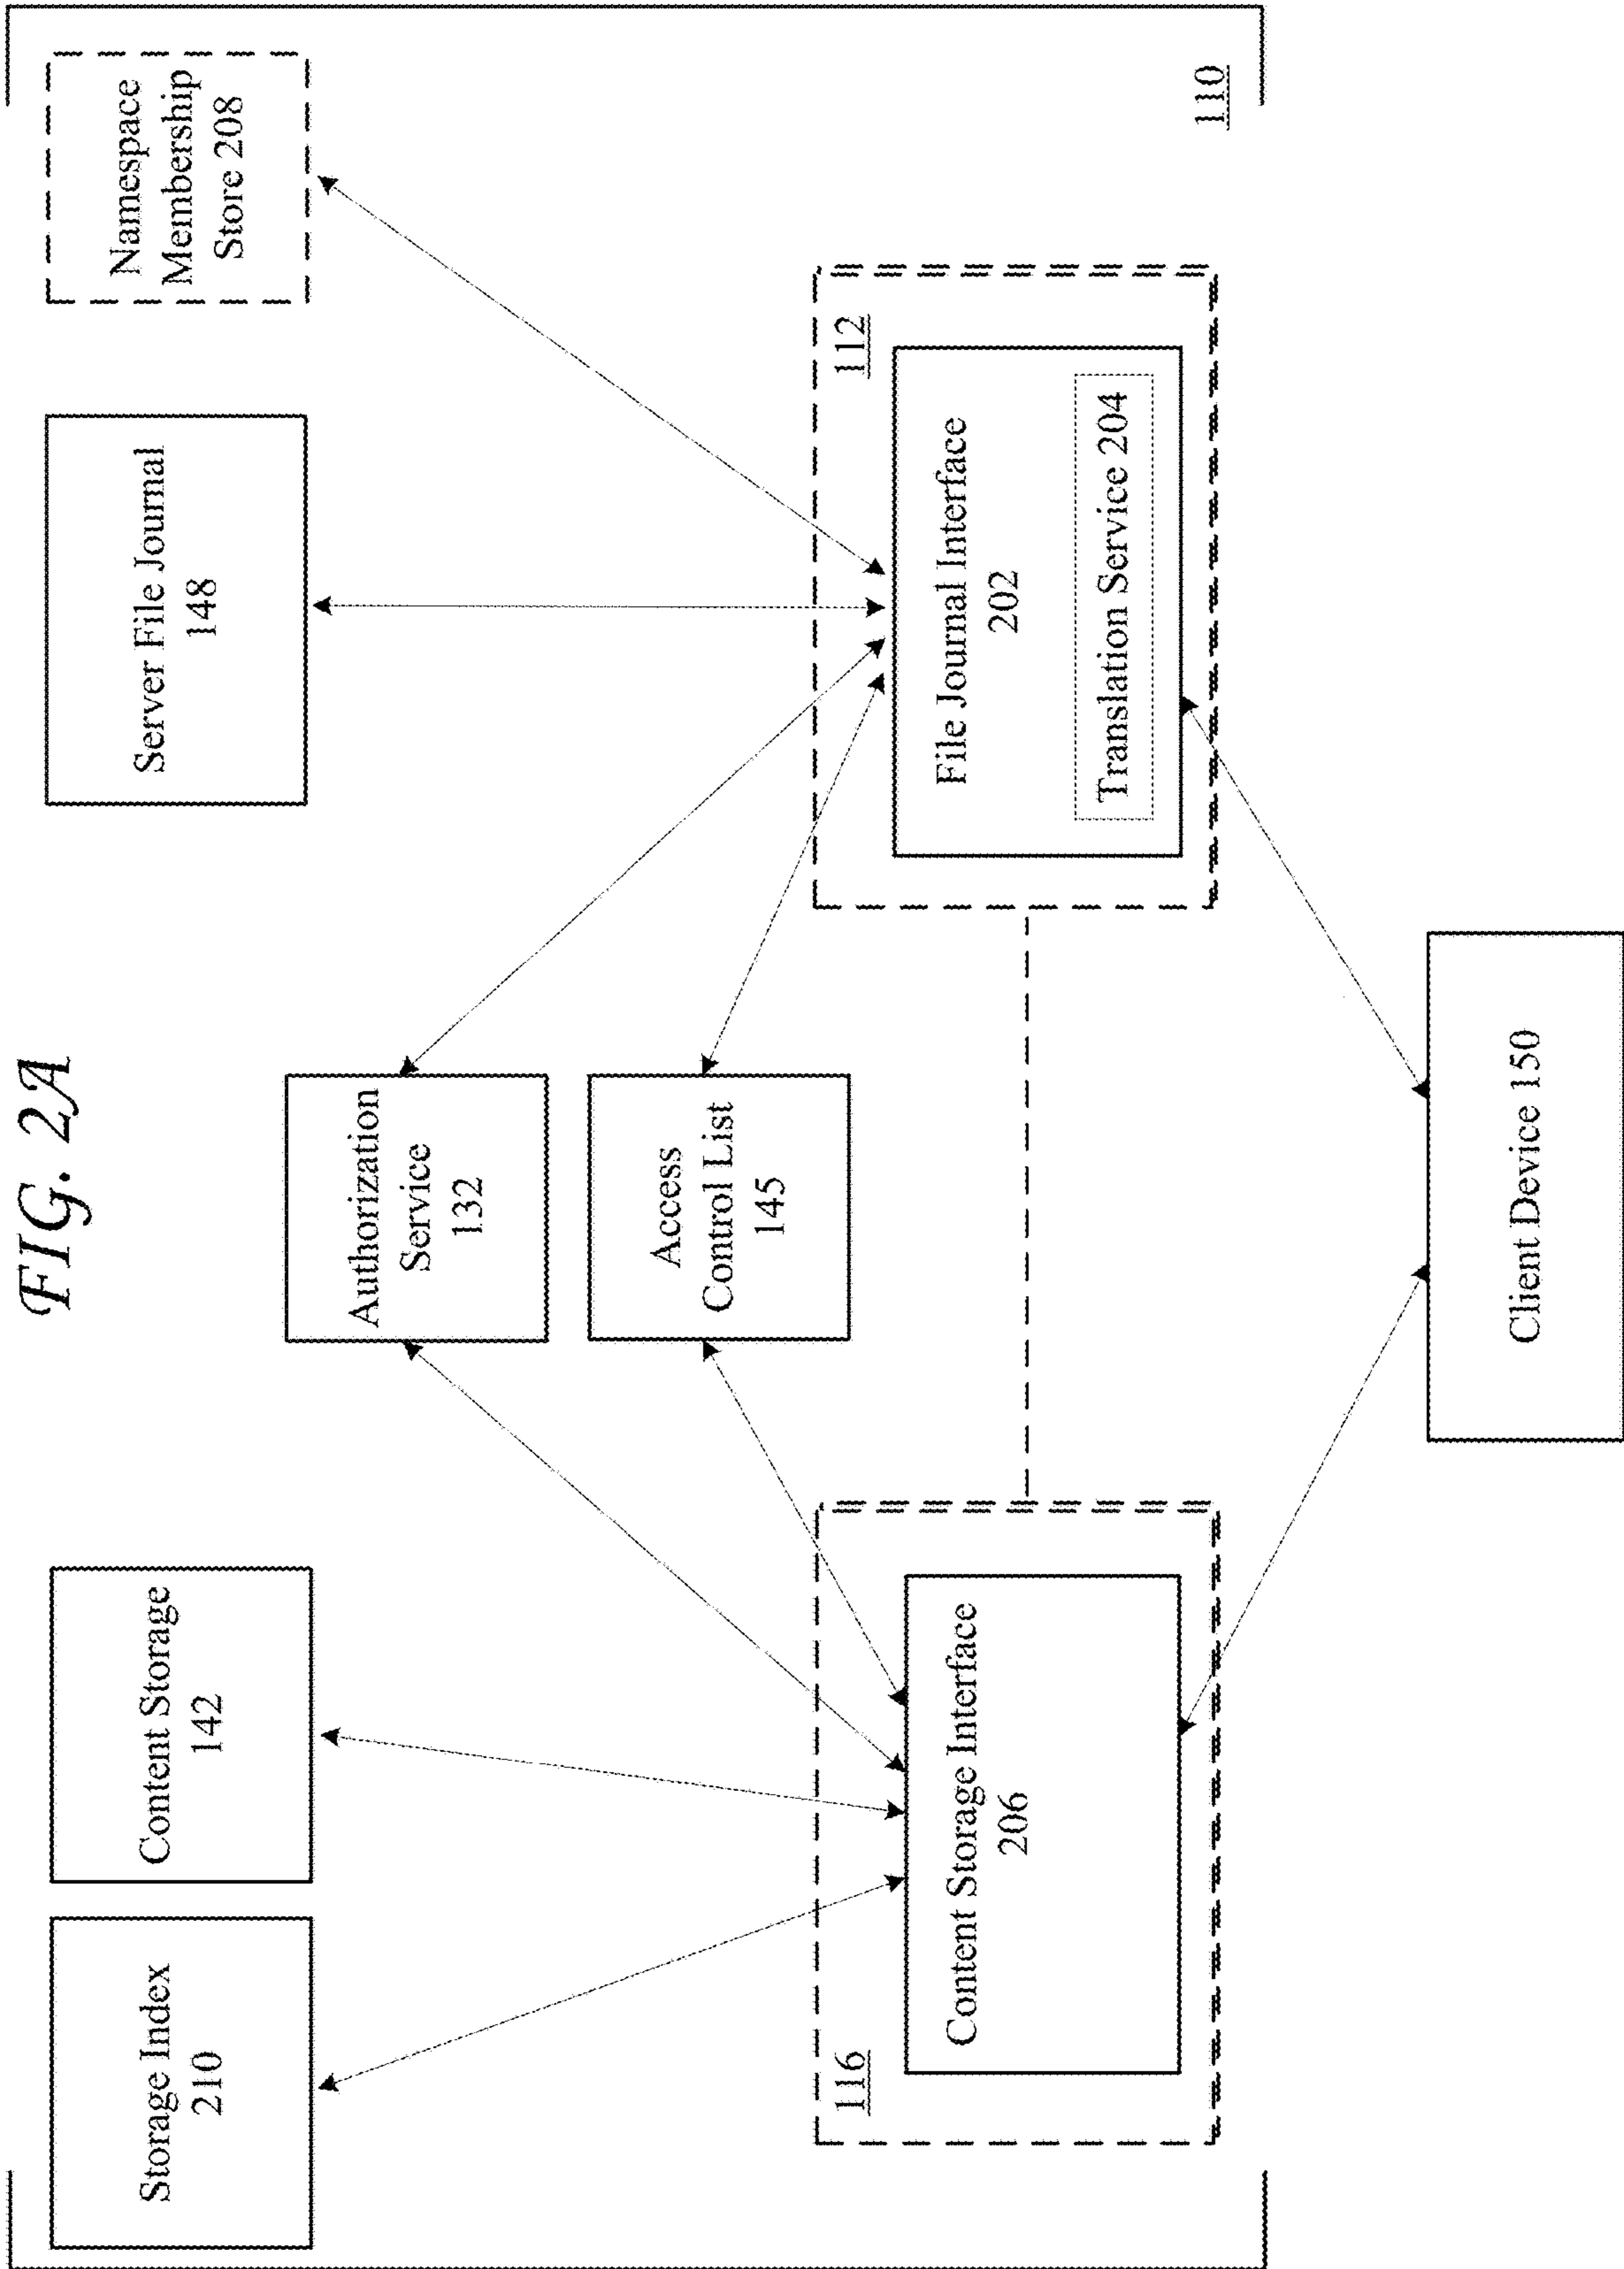 FIG. 2A
Storage Index
210
Content Storage
142
Authorization
Service
132
Access
Control List
145
Server File Journal
148
Namespace
Membership
Store 208
116
Content Storage Interface
206
112
File Journal Interface
202
Translation Service 204
110
Client Device 150